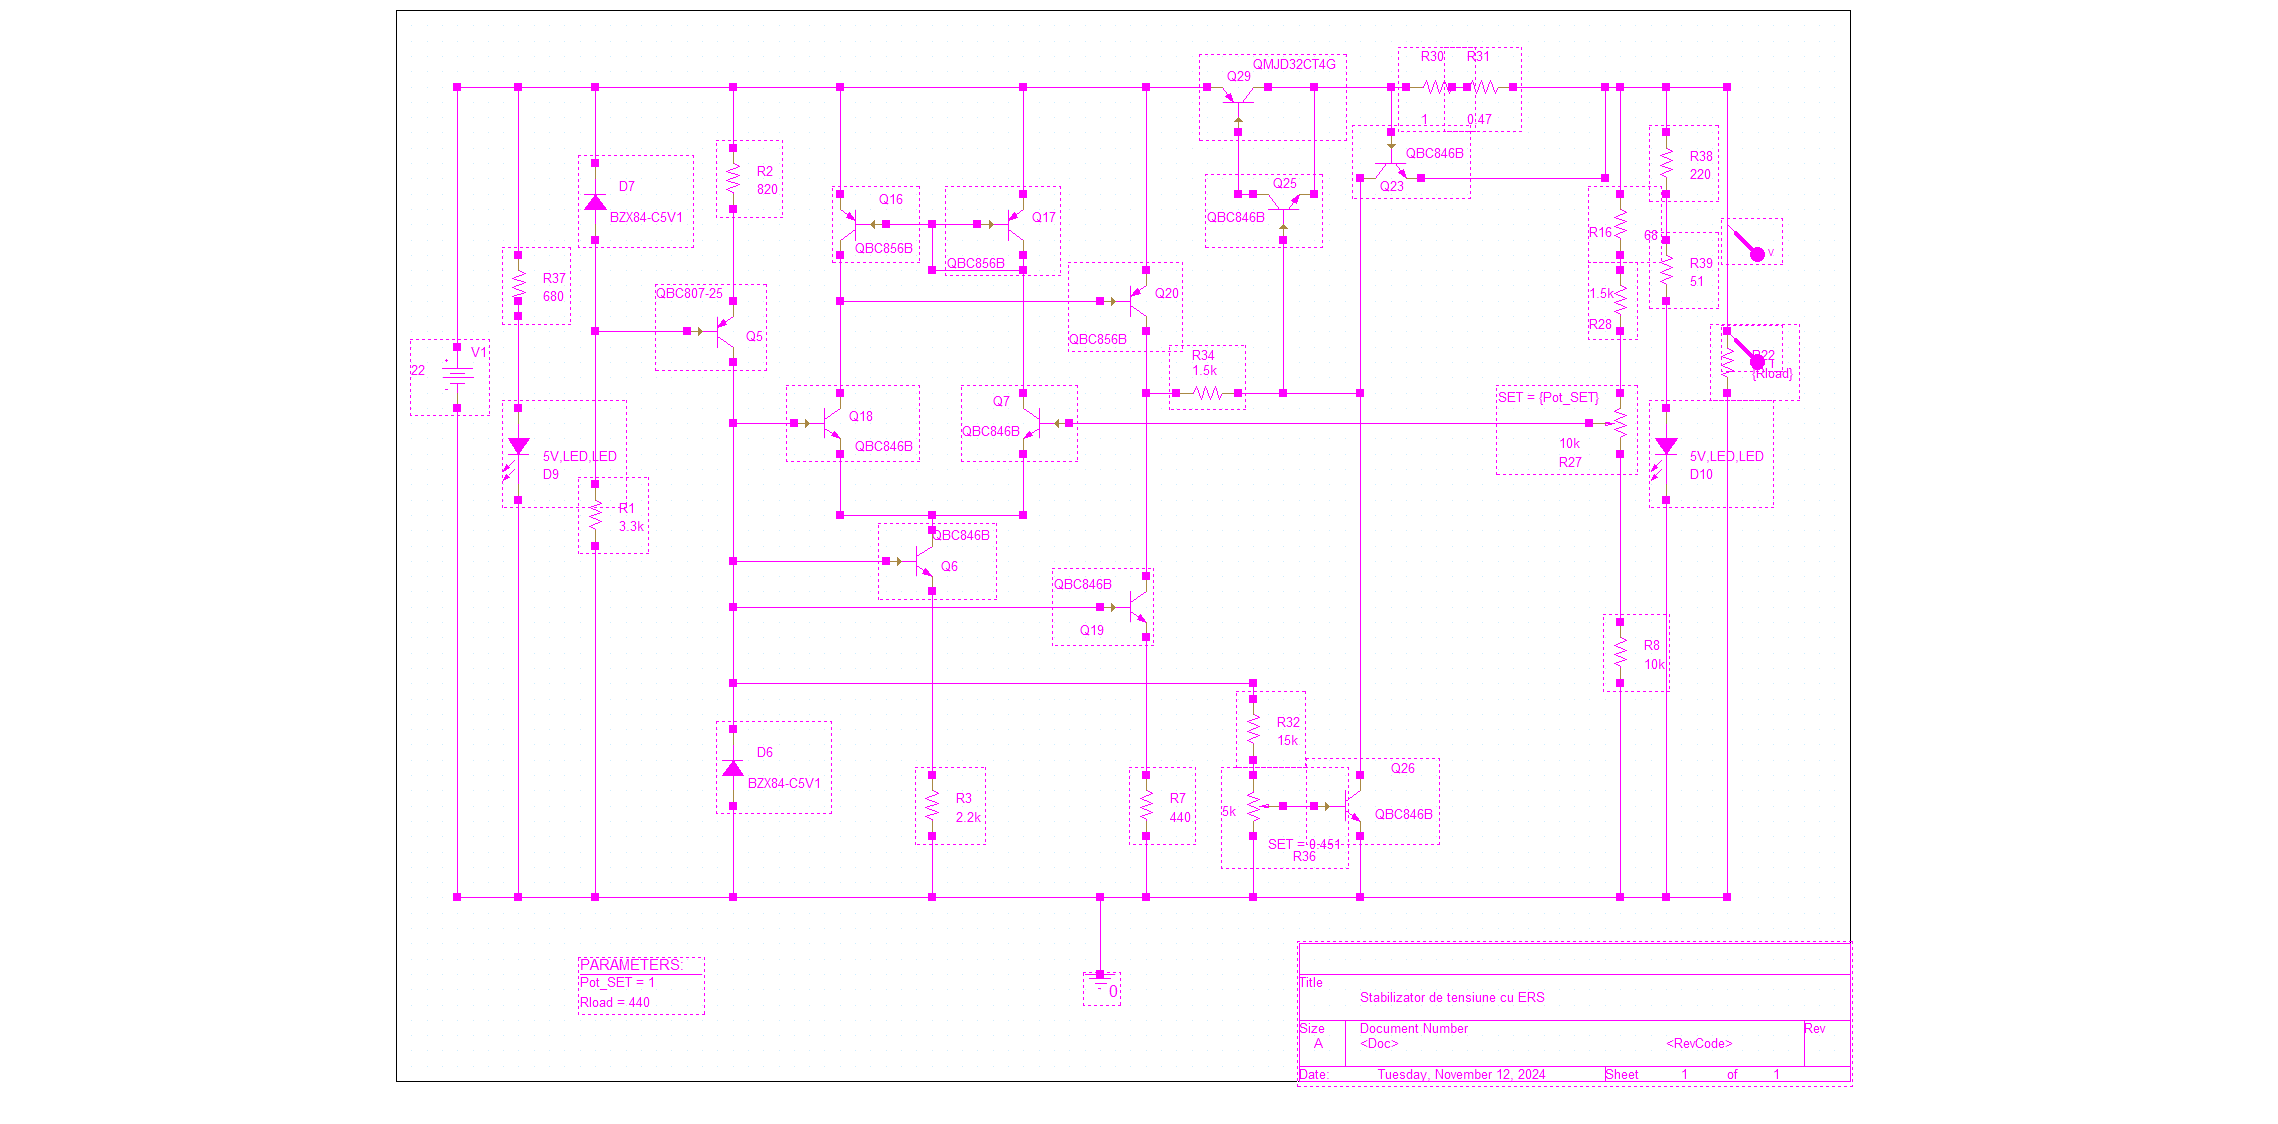 QMJD32CT4G
Q29
R30
R31
1
0.47
QBC846B
Q23
Q25
QBC846B
R38
220
D7
BZX84-C5V1
R2
820
Q16
QBC856B
Q17
QBC856B
R16
68
V
R37
680
QBC807-25
Q5
Q20
QBC856B
R39
51
1.5k
R28
V1
22
+
-
R34
1.5k
R22
{Rload}
SET = {Pot_SET}
10k
R27
Q18
QBC846B
Q7
QBC846B
5V,LED,LED
D9
5V,LED,LED
D10
R1
3.3k
QBC846B
Q6
QBC846B
Q19
R8
10k
R32
15k
D6
BZX84-C5V1
R3
2.2k
R7
440
Q26
QBC846B
5k
SET = 0.451
R36
PARAMETERS:
Pot_SET = 1
Rload = 440
0
Title
Stabilizator de tensiune cu ERS
Size
A
Document Number
<Doc>
Rev
<RevCode>
Date:
Tuesday, November 12, 2024
Sheet
1
of
1